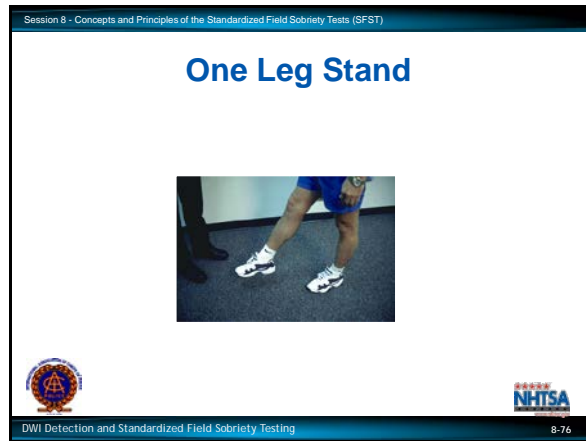 Session 8 - Concepts and Principles of the Standardized Field Sobriety Tests (SFST)
One Leg Stand
NHTSA
DWI Detection and Standardized Field Sobriety Testing
8-76